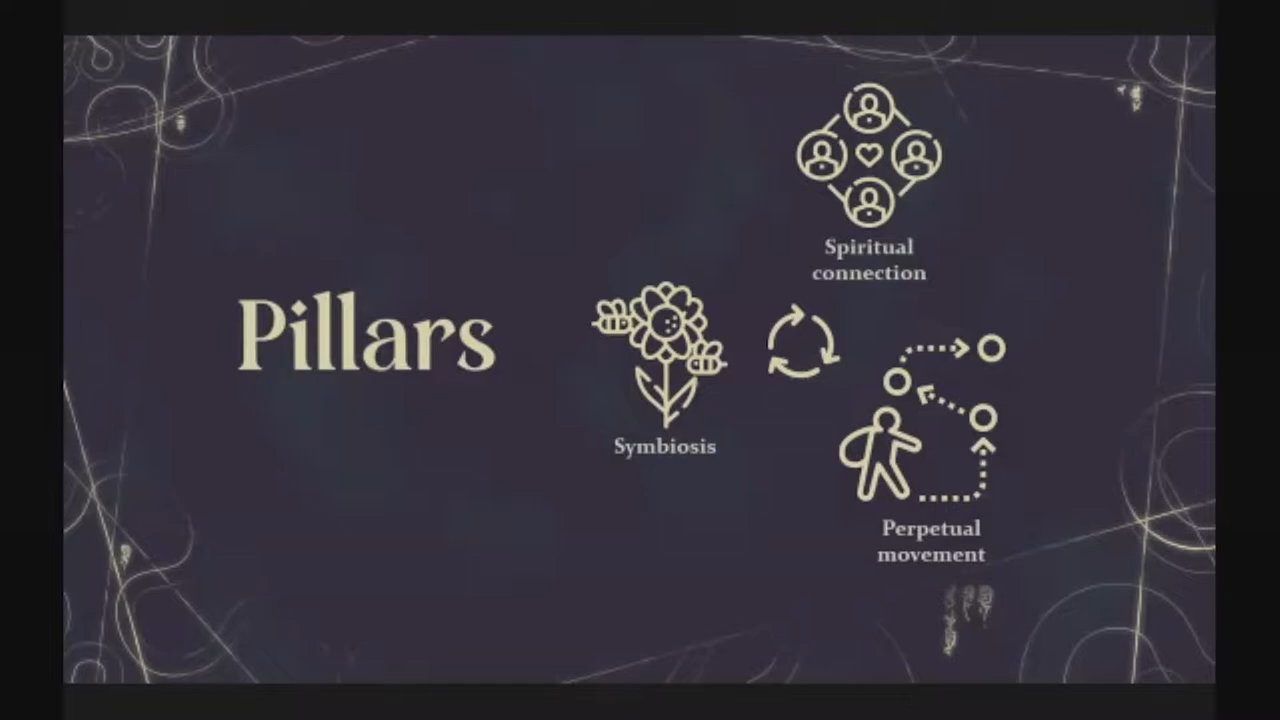 Pillars
Spiritual
connection
Symbiosis
Perpetual
movement